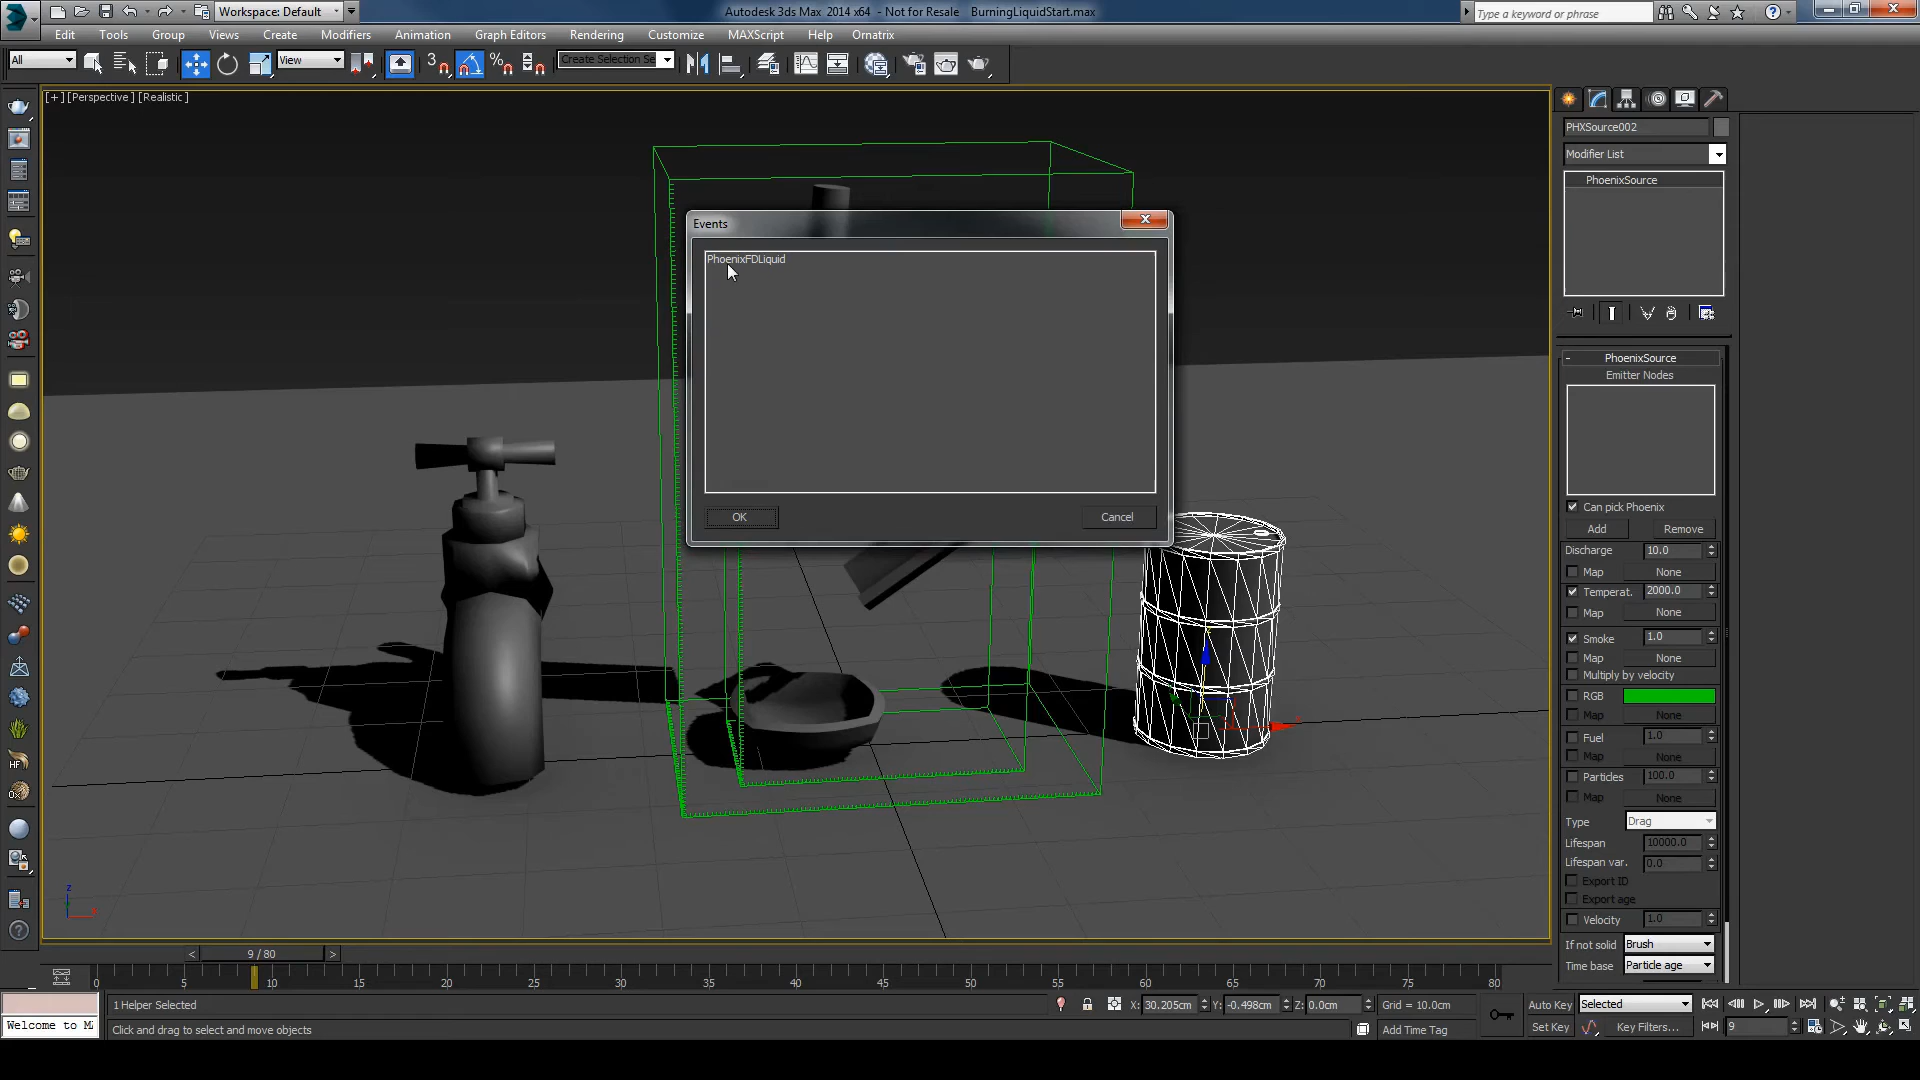 Workspace: Default
Autodesk 3ds Max 2014 x64 - Not for Resale BurningLiquidStart.max
Type a keyword or phrase
Edit Tools Group Views Create Modifiers Animation Graph Editors Rendering Customize MAXScript Help Ornatrix
All
View
3
Create Selection Se
[+] [Perspective ] [Realistic ]
PHXSource002
Modifier List
PhoenixSource
Events
PhoenixFDLiquid
OK
Cancel
- PhoenixSource
Emitter Nodes
Can pick Phoenix
Add Remove
Discharge 10.0
Map None
Temperat. 2000.0
Map None
Smoke 1.0
Map None
Multiply by velocity
RGB
Map None
Fuel 1.0
Map None
Particles 100.0
Map None
Type Drag
Lifespan 10000.0
Lifespan var. 0.0
Export ID
Export age
Velocity 1.0
If not solid Brush
Time base Particle age
HF
z
< 9 / 80 >
0 5 10 15 20 25 30 35 40 45 50 55 60 65 70 75 80
1 Helper Selected
X: 30.205cm Y: -0.498cm Z: 0.0cm Grid = 10.0cm
Auto Key Selected
Welcome to M
Click and drag to select and move objects
Add Time Tag
Set Key Key Filters... 9